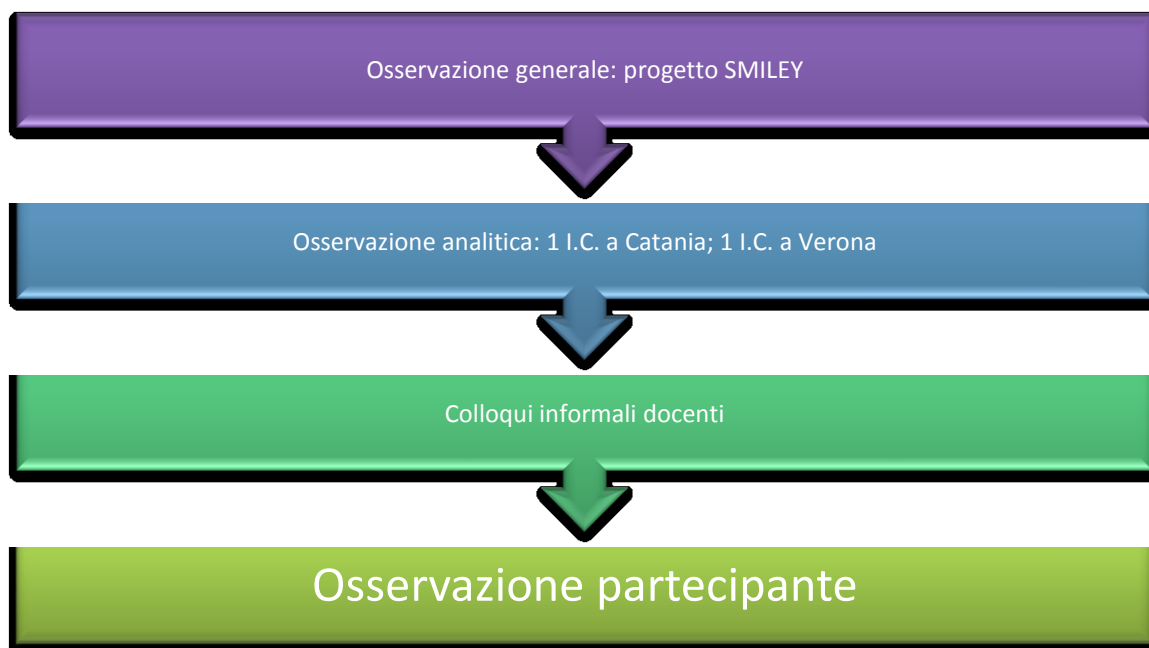 Osservazione generale: progetto SMILEY
Osservazione analitica: 1 I.C. a Catania; 1 I.C. a Verona
Colloqui informali docenti
Osservazione partecipante